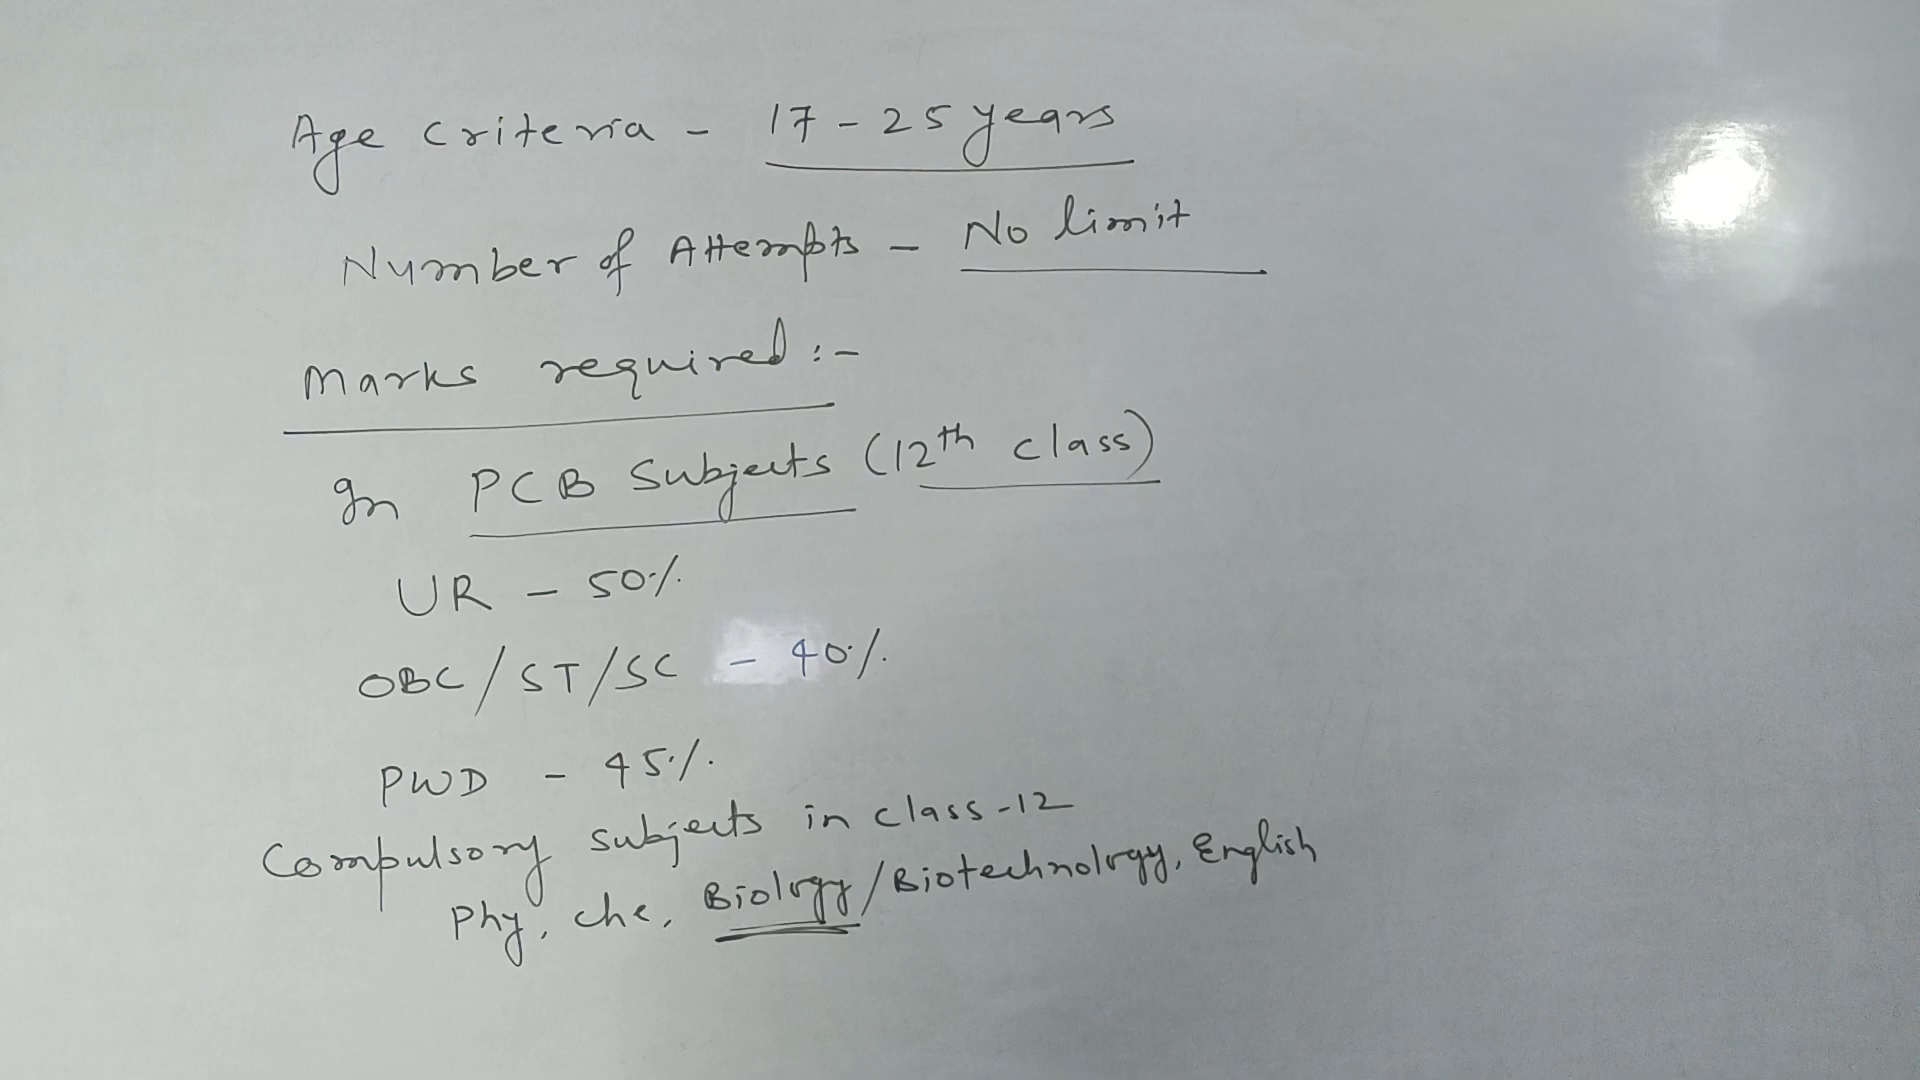 Age criteria - 17-25 years
Number of Attempts - No limit
Marks required :-
In PCB Subjects (12th class)
UR - 50%
OBC/ST/SC - 40%
PWD - 45%
Compulsory subjects in class-12
Phy, che, Biology/Biotechnology, English